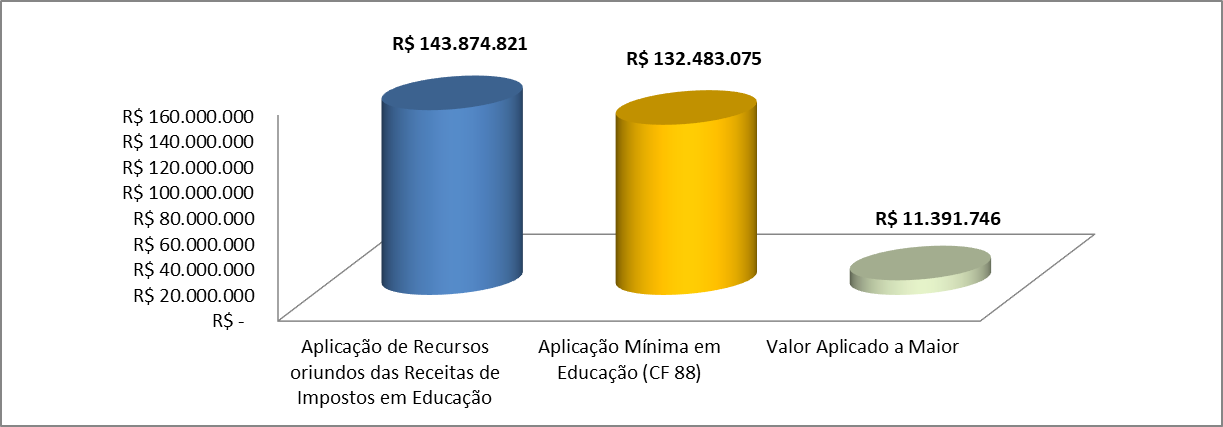 R$ 143.874.821
R$ 132.483.075
R$ 160.000.000
R$ 140.000.000
R$ 120.000.000
R$ 100.000.000
R$ 80.000.000
R$ 11.391.746
R$ 60.000.000
R$ 40.000.000
R$ 20.000.000
R$ -
Aplicação de Recursos
oriundos das Receitas de
Impostos em Educação
Aplicação Mínima em
Educação (CF 88)
Valor Aplicado a Maior